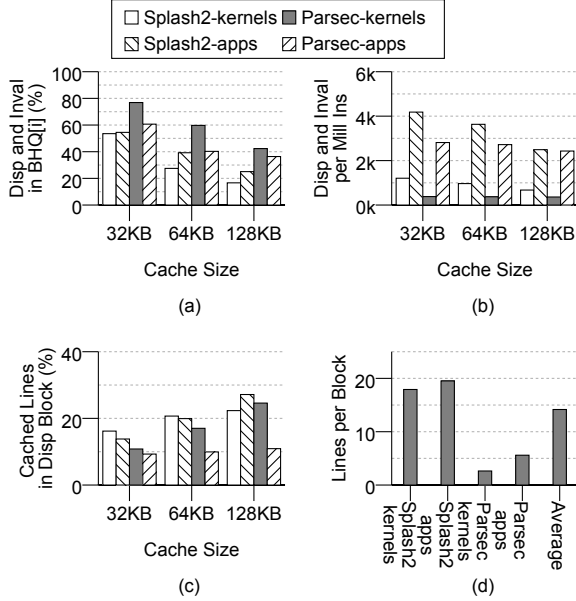 Splash2-kernels
Parsec-kernels
Splash2-apps
Parsec-apps
Disp and Inval
in BHQ[i] (%)
100
80
60
40
20
0
32KB
64KB
128KB
Cache Size
(a)
Disp and Inval
per Mill Ins
6k
4k
2k
0k
32KB
64KB
128KB
Cache Size
(b)
Cached Lines
in Disp Block (%)
40
20
0
32KB
64KB
128KB
Cache Size
(c)
Lines per Block
20
10
0
Splash2
kernels
Splash2
apps
Parsec
kernels
Parsec
apps
Average
(d)